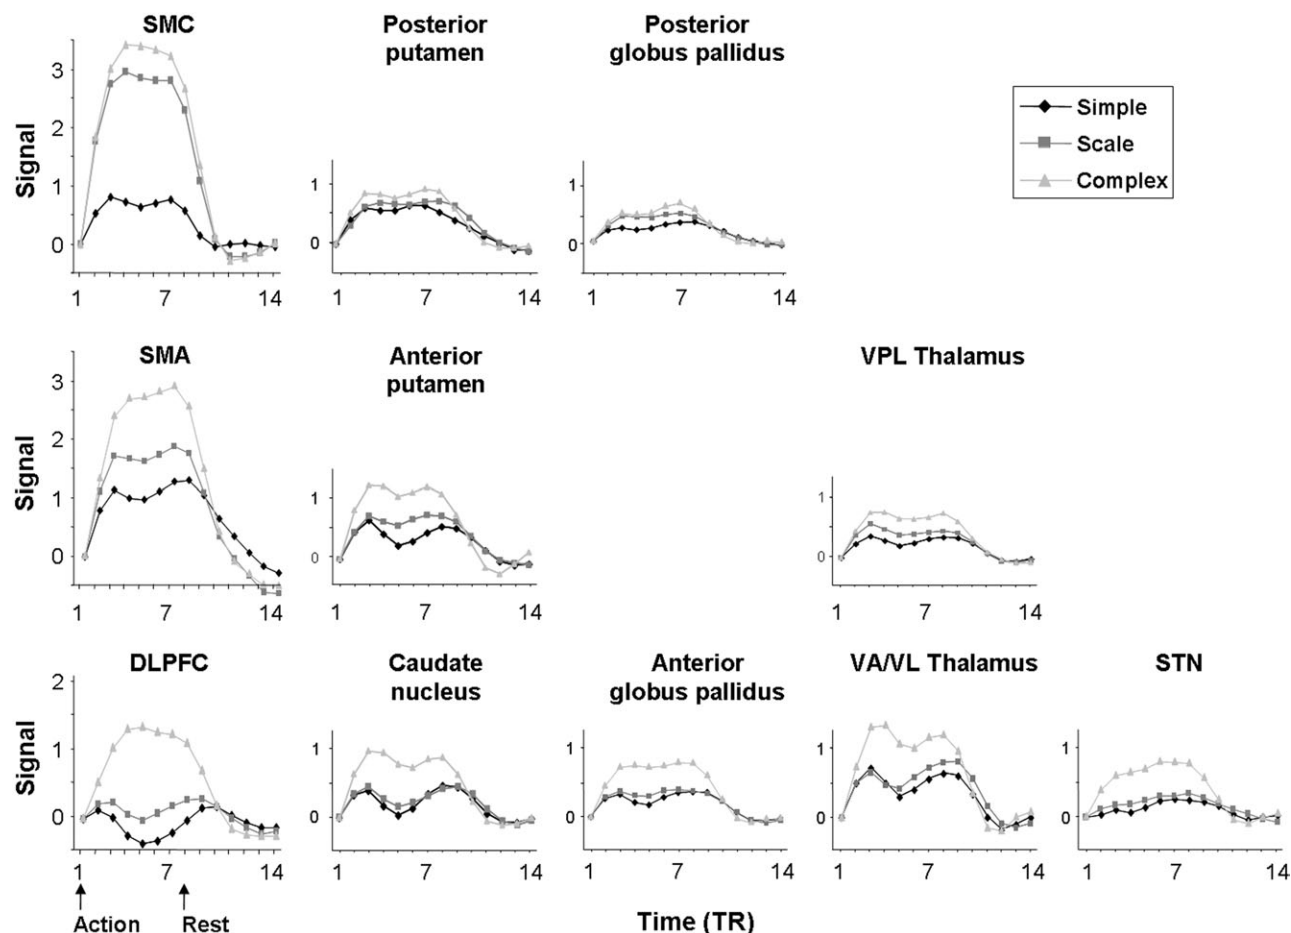 SMC
Posterior
putamen
Posterior
globus pallidus
Simple
Scale
Complex
Signal
3
2
1
0
1
0
1
0
1 7 14
1 7 14
1 7 14
SMA
Anterior
putamen
VPL Thalamus
Signal
3
2
1
0
1
0
1
0
1 7 14
1 7 14
1 7 14
DLPFC
Caudate
nucleus
Anterior
globus pallidus
VA/VL Thalamus
STN
Signal
2
1
0
1
0
1
0
1
0
1
0
1 7 14
1 7 14
1 7 14
1 7 14
1 7 14
Action
Rest
Time (TR)